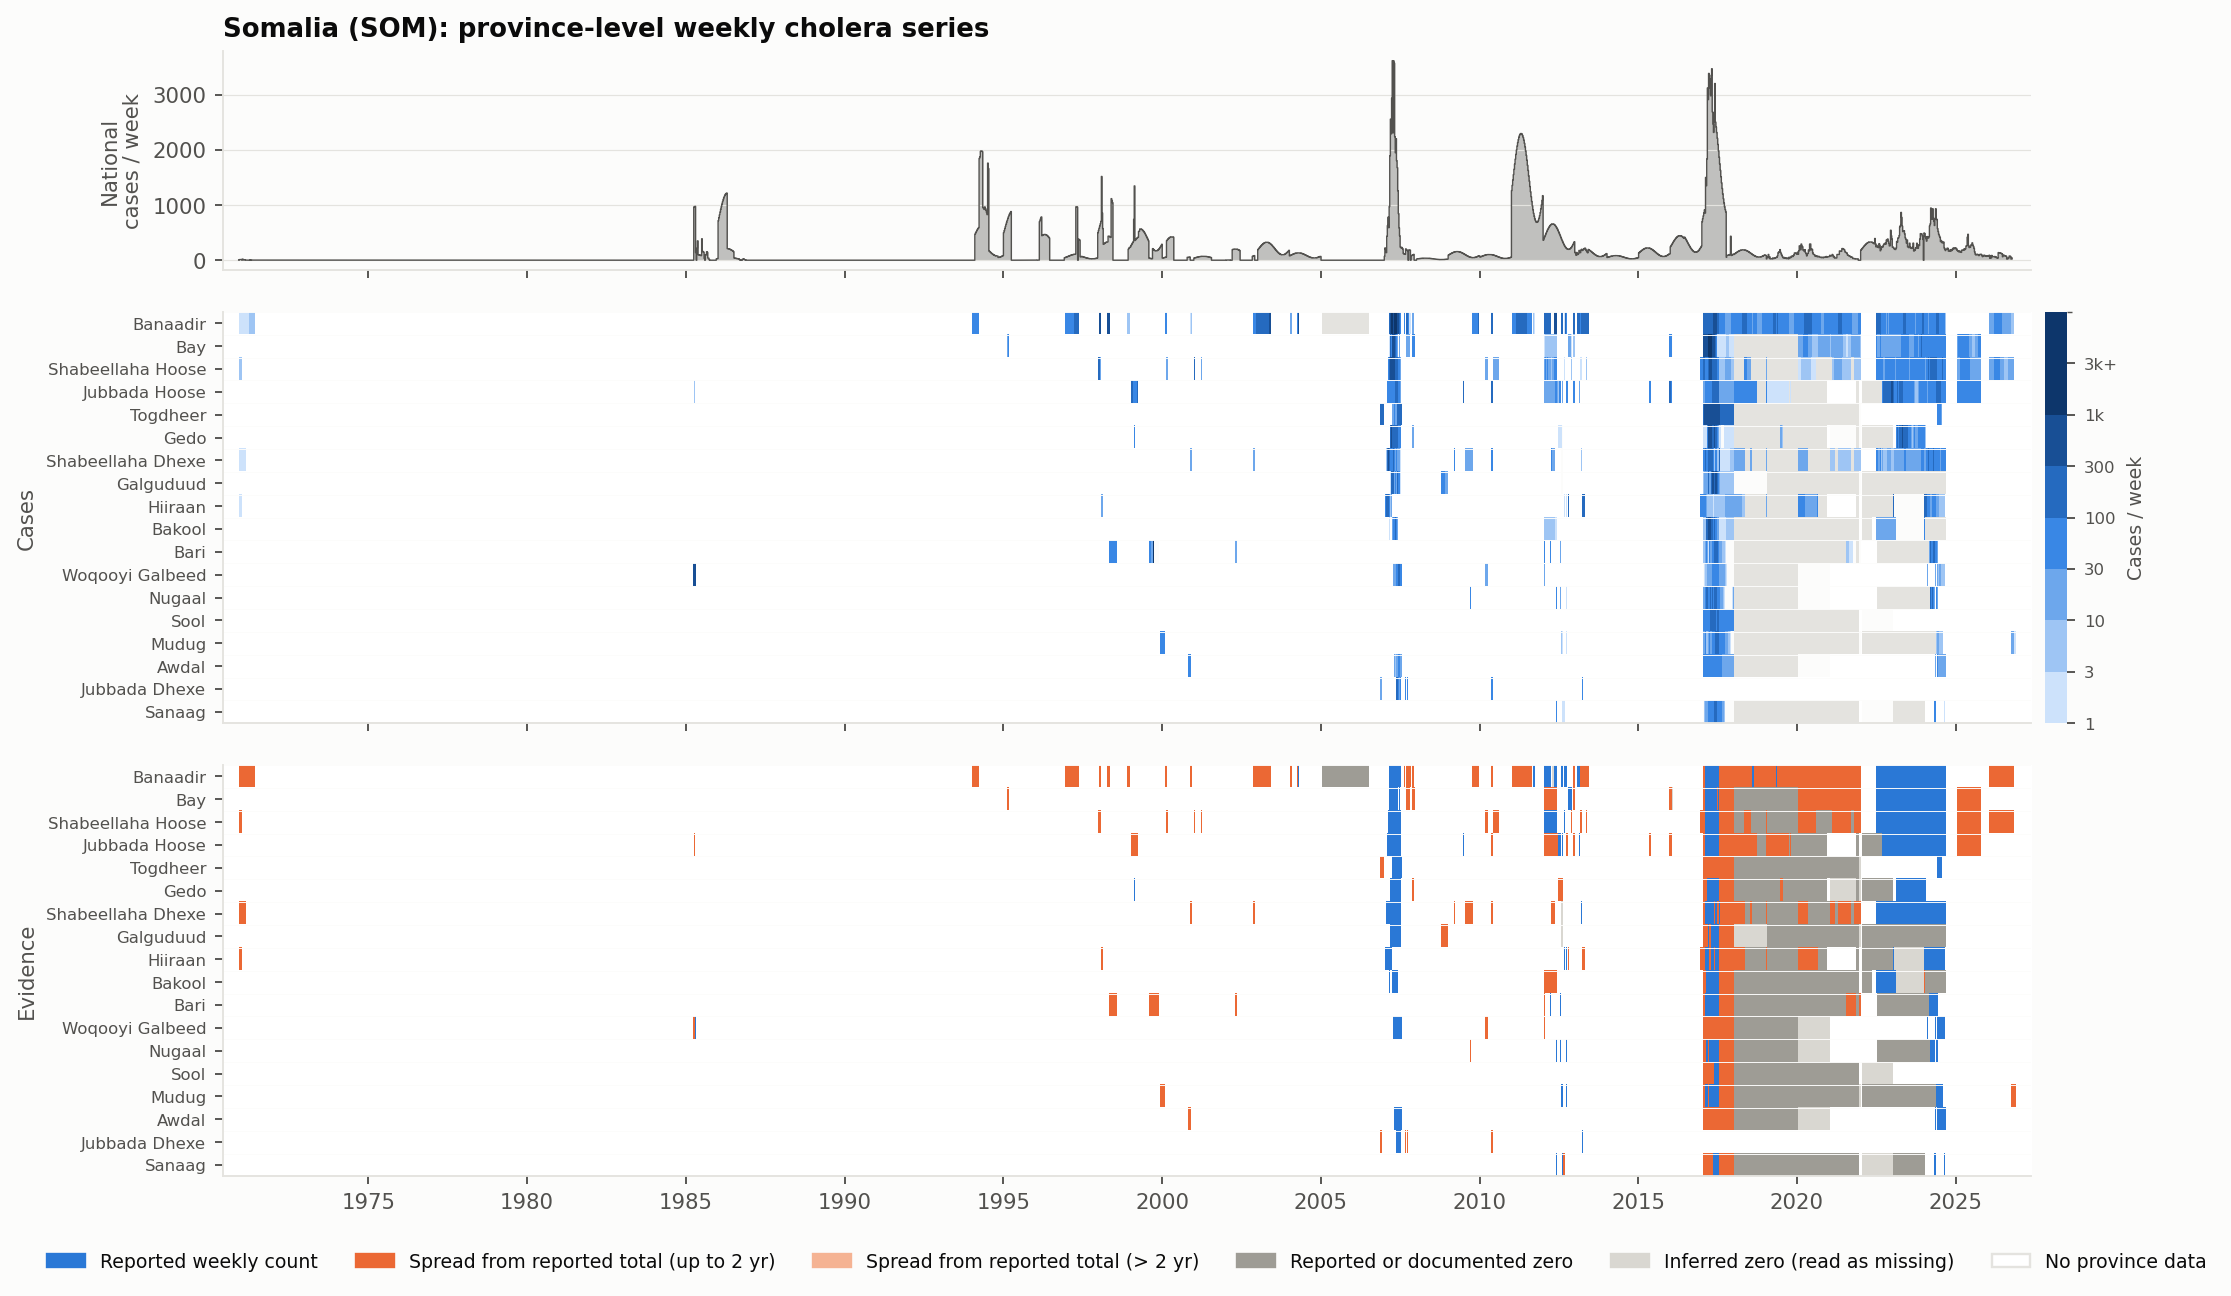 Somalia (SOM): province-level weekly cholera series
National
cases / week
3000
2000
1000
0
Cases
Banaadir
Bay
Shabeellaha Hoose
Jubbada Hoose
Togdheer
Gedo
Shabeellaha Dhexe
Galguduud
Hiiraan
Bakool
Bari
Woqooyi Galbeed
Nugaal
Sool
Mudug
Awdal
Jubbada Dhexe
Sanaag
3k+
1k
300
100
30
10
3
1
Cases / week
Evidence
Banaadir
Bay
Shabeellaha Hoose
Jubbada Hoose
Togdheer
Gedo
Shabeellaha Dhexe
Galguduud
Hiiraan
Bakool
Bari
Woqooyi Galbeed
Nugaal
Sool
Mudug
Awdal
Jubbada Dhexe
Sanaag
1975 1980 1985 1990 1995 2000 2005 2010 2015 2020 2025
Reported weekly count Spread from reported total (up to 2 yr) Spread from reported total (> 2 yr) Reported or documented zero Inferred zero (read as missing) No province data